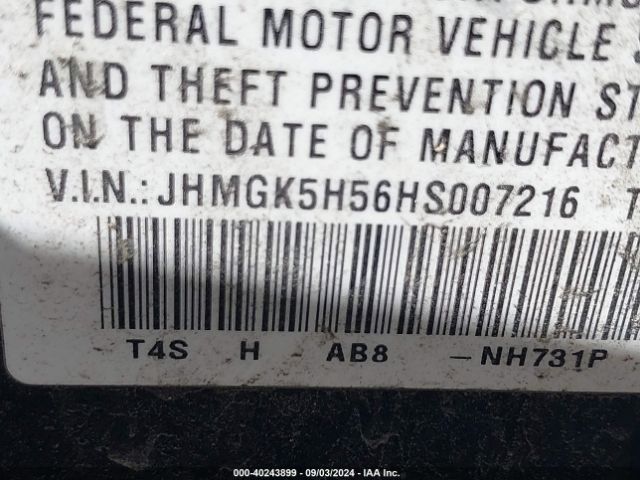 FEDERAL MOTOR VEHICLE
AND THEFT PREVENTION
ON THE DATE OF
V.I.N.: JHMGK5H56HS007216
T4S H AB8 -NH731P
000-40243899 - 09/03/2024 - IAA Inc.